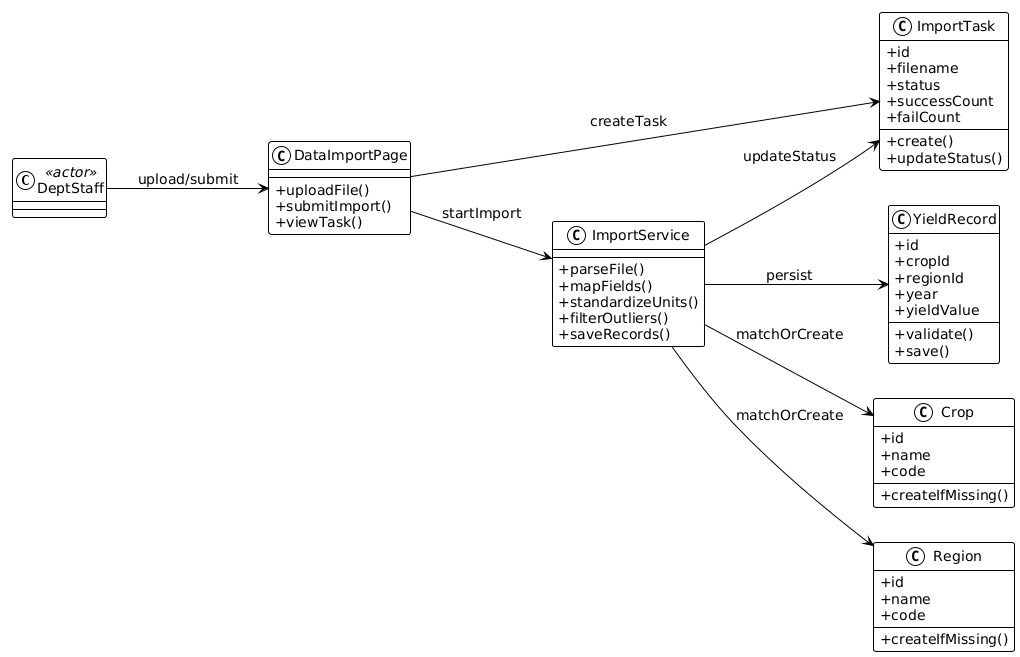 C «actor»
DeptStaff
upload/submit
C DataImportPage
+uploadFile()
+submitImport()
+viewTask()
createTask
startImport
C ImportService
+parseFile()
+mapFields()
+standardizeUnits()
+filterOutliers()
+saveRecords()
updateStatus
persist
matchOrCreate
matchOrCreate
C ImportTask
+id
+filename
+status
+successCount
+failCount
+create()
+updateStatus()
C YieldRecord
+id
+cropId
+regionId
+year
+yieldValue
+validate()
+save()
C Crop
+id
+name
+code
+createIfMissing()
C Region
+id
+name
+code
+createIfMissing()